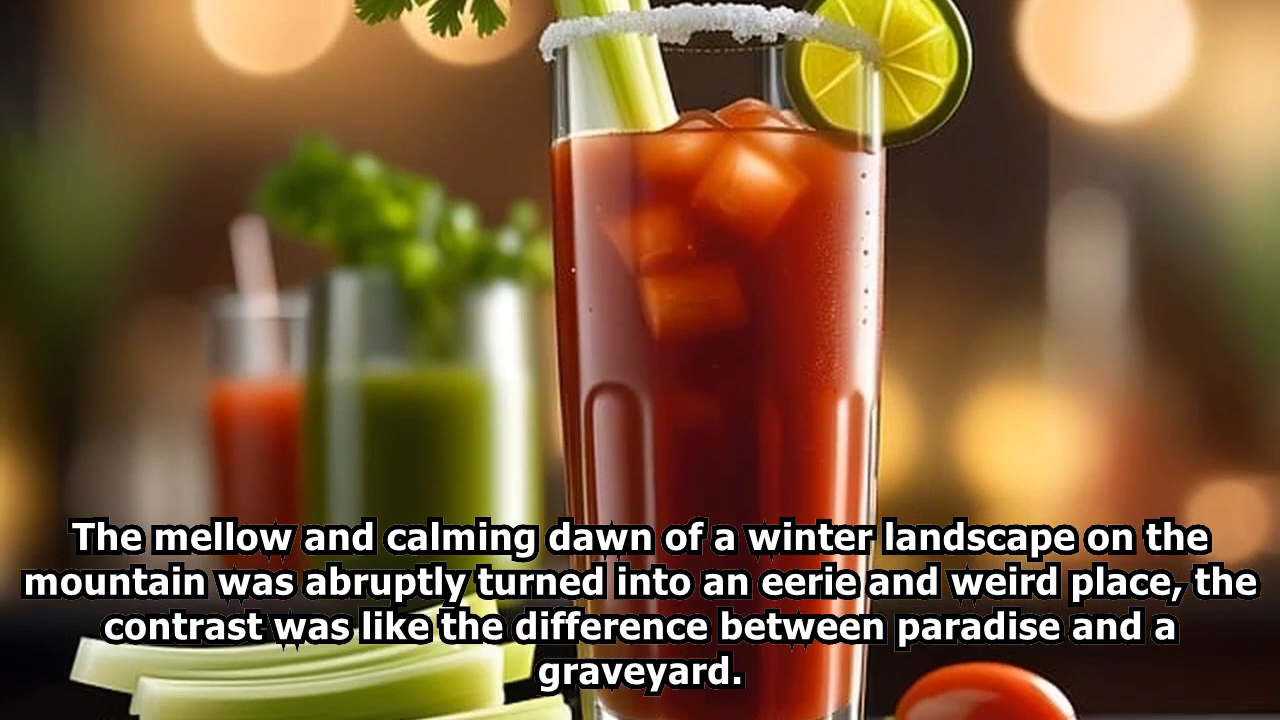 The mellow and calming dawn of a winter landscape on the
mountain was abruptly turned into an eerie and weird place, the
contrast was like the difference between paradise and a
graveyard.